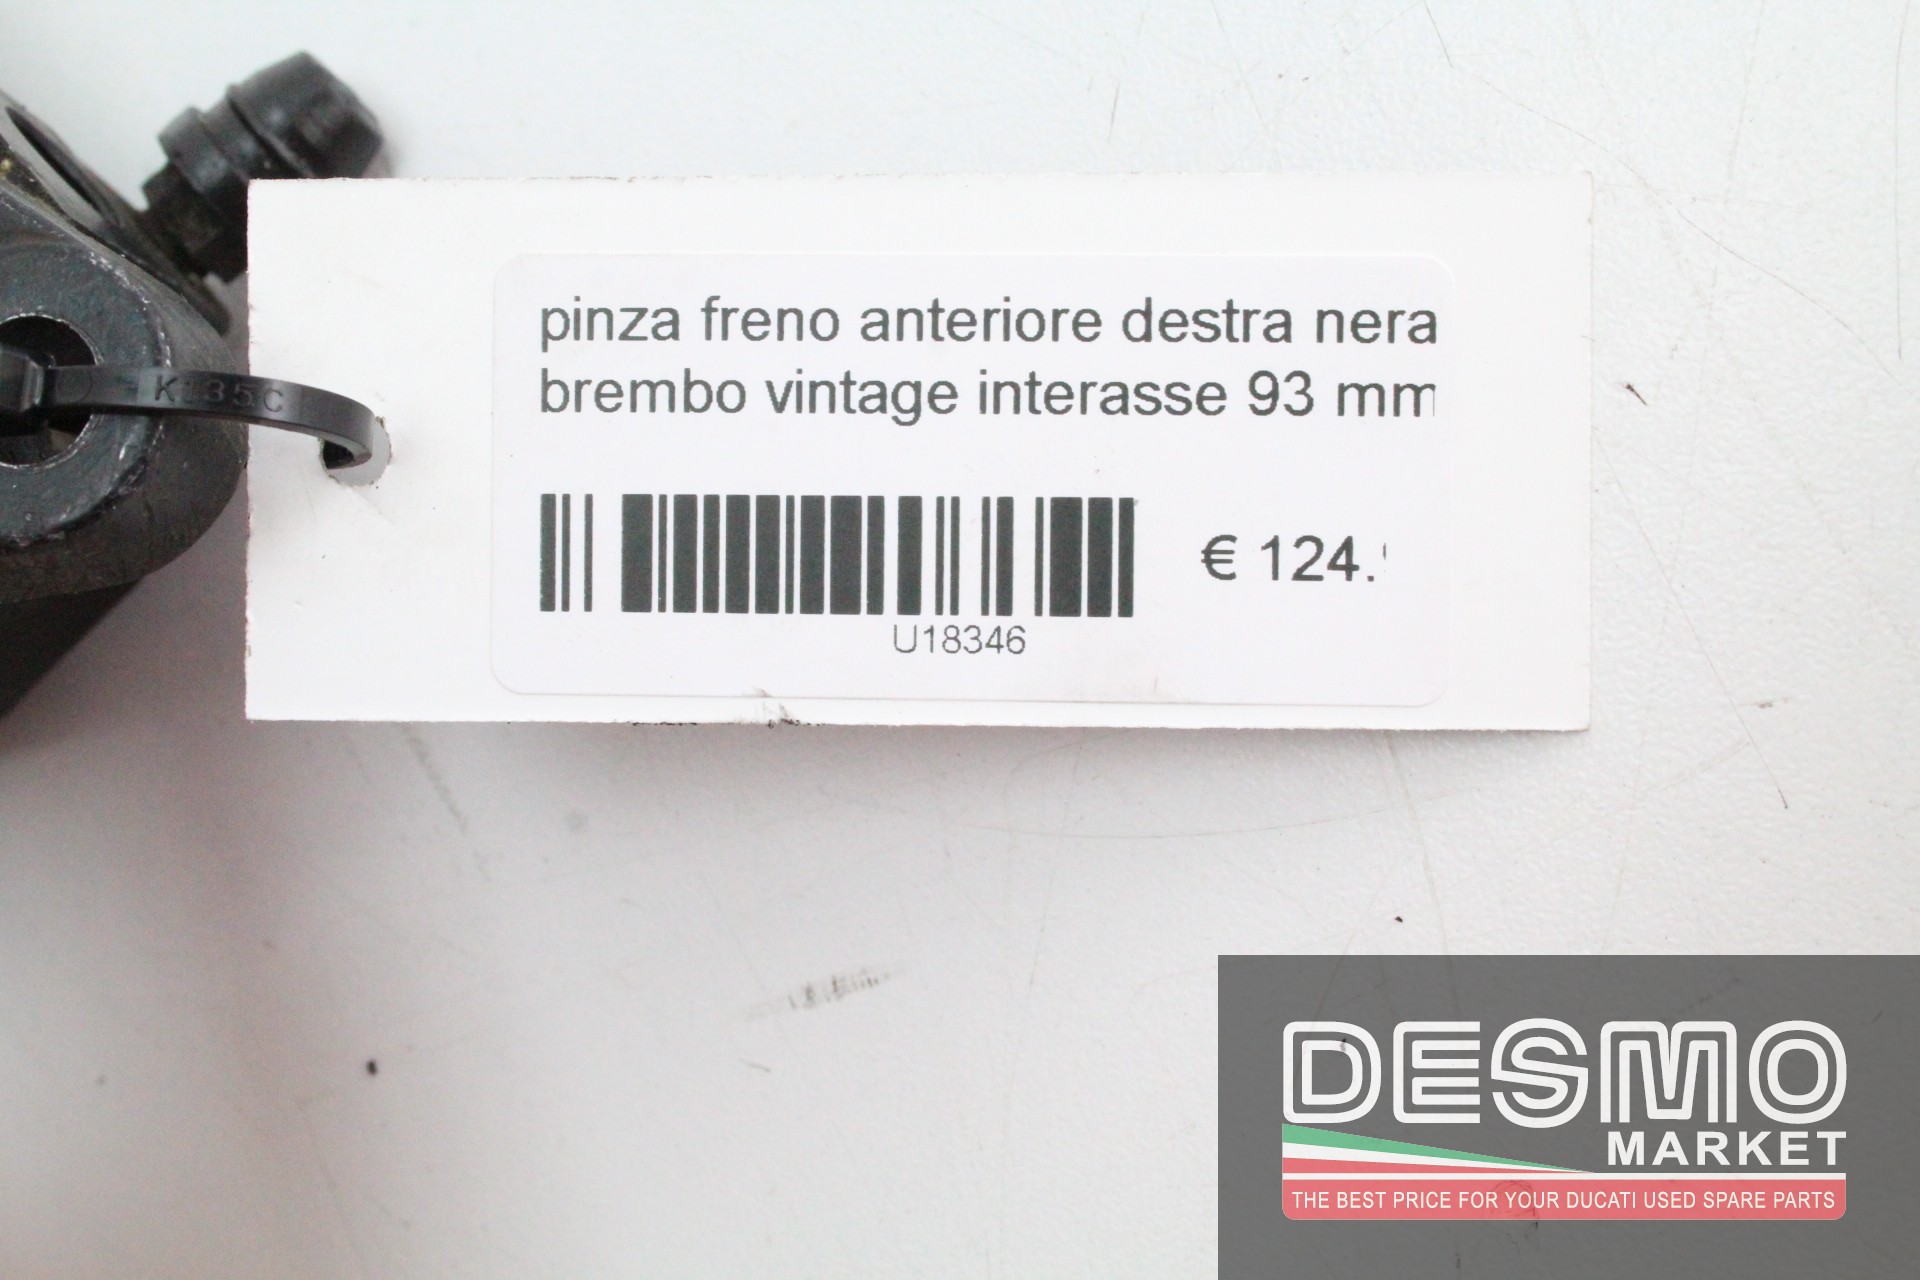 pinza freno anteriore destra nera
brembo vintage interasse 93 mm
€ 124.
U18346
K135C
DESMO
MARKET
THE BEST PRICE FOR YOUR DUCATI USED SPARE PARTS